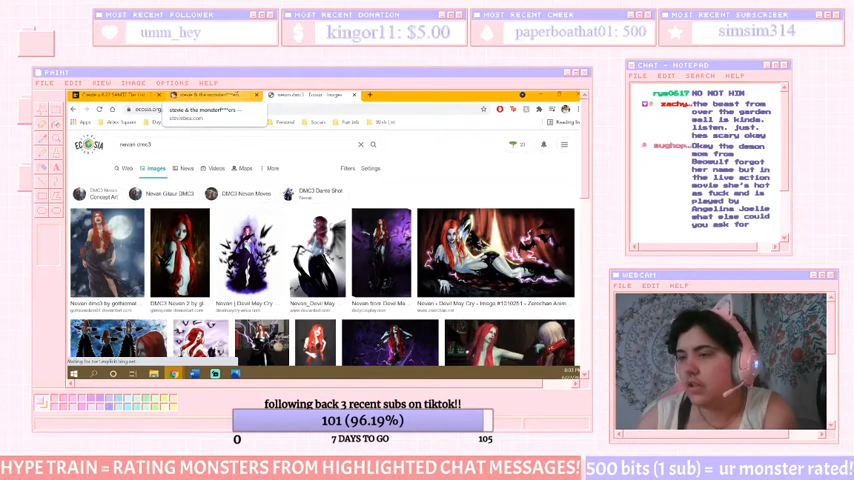 MOST RECENT FOLLOWER
umm_hey
MOST RECENT DONATION
kingor11: $5.00
MOST RECENT CHEER
paperboathat01: 500
MOST RECENT SUBSCRIBER
simsim314
PAINT
FILE EDIT VIEW IMAGE OPTIONS HELP
nevan dmc3
Web Images News Videos Maps More Filters Settings
DMC3 Nevan
Concept Art
Nevan Gitaur DMC3
DMC3 Nevan Moves
DMC3 Dante Shot
Nevan
CHAT - NOTEPAD
FILE EDIT SEARCH HELP
rys0617 NO NOT HIM
zachy...the beast from
over the garden
wall is kinda.
listen. just.
hes scary okay
sughop...Okay the demon
mom from
Beowulf forgot
her name but in
the live action
movie she's hot
as fuck and is
played by
Angelina Joelie
what else could
you ask for
WEBCAM
FILE EDIT HELP
following back 3 recent subs on tiktok!!
101 (96.19%)
0 7 DAYS TO GO 105
HYPE TRAIN = RATING MONSTERS FROM HIGHLIGHTED CHAT MESSAGES!
500 bits (1 sub) = ur monster rated!